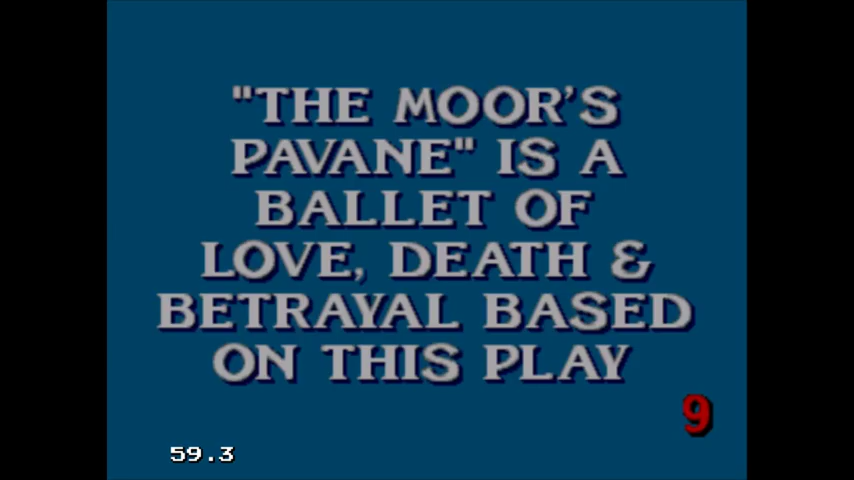 "THE MOOR'S
PAVANE" IS A
BALLET OF
LOVE, DEATH &
BETRAYAL BASED
ON THIS PLAY
9
59.3